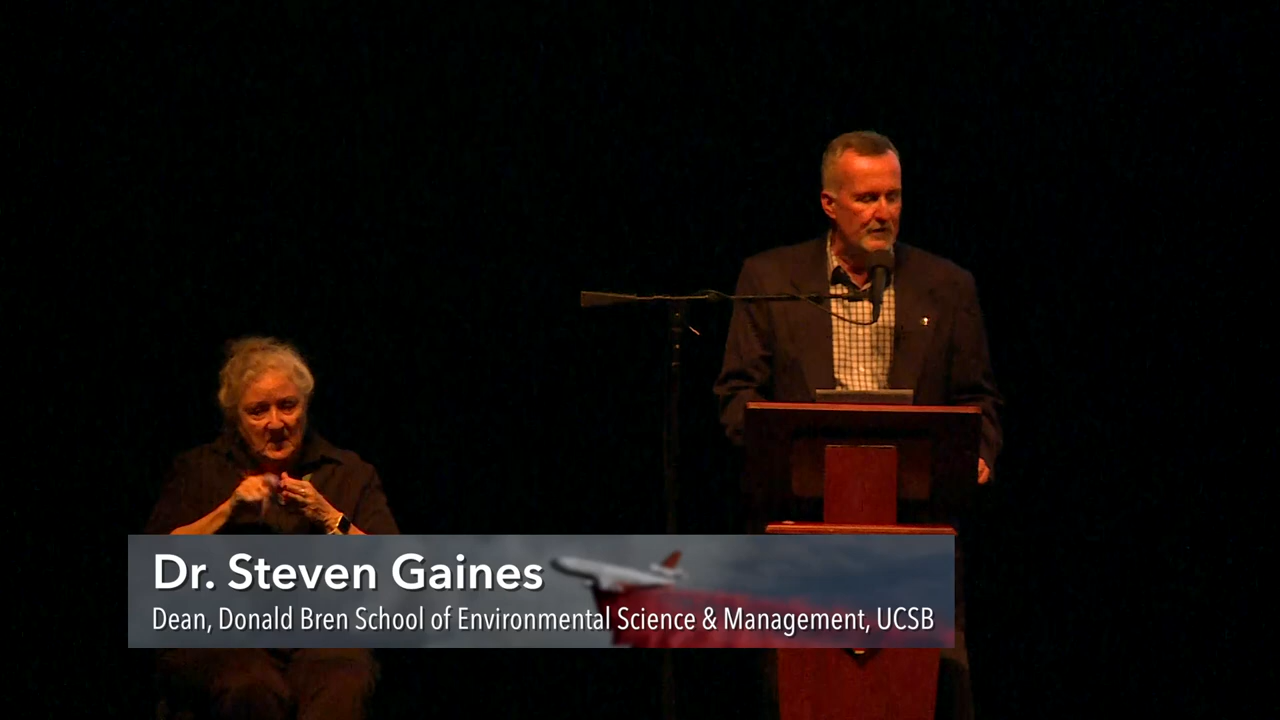 Dr. Steven Gaines
Dean, Donald Bren School of Environmental Science & Management, UCSB